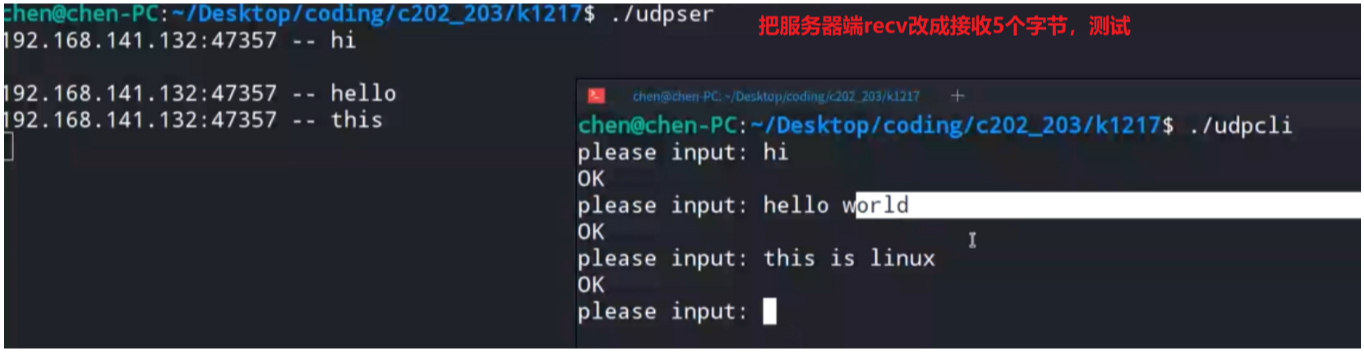 chen@chen-PC:~/Desktop/coding/c202_203/k1217$ ./udpser
把服务器端recv改成接收5个字节，测试
192.168.141.132:47357 -- hi
192.168.141.132:47357 -- hello
192.168.141.132:47357 -- this
chen@chen-PC: ~/Desktop/coding/c202_203/k1217
chen@chen-PC:~/Desktop/coding/c202_203/k1217$ ./udpcli
please input: hi
OK
please input: hello world
OK
please input: this is linux
OK
please input: